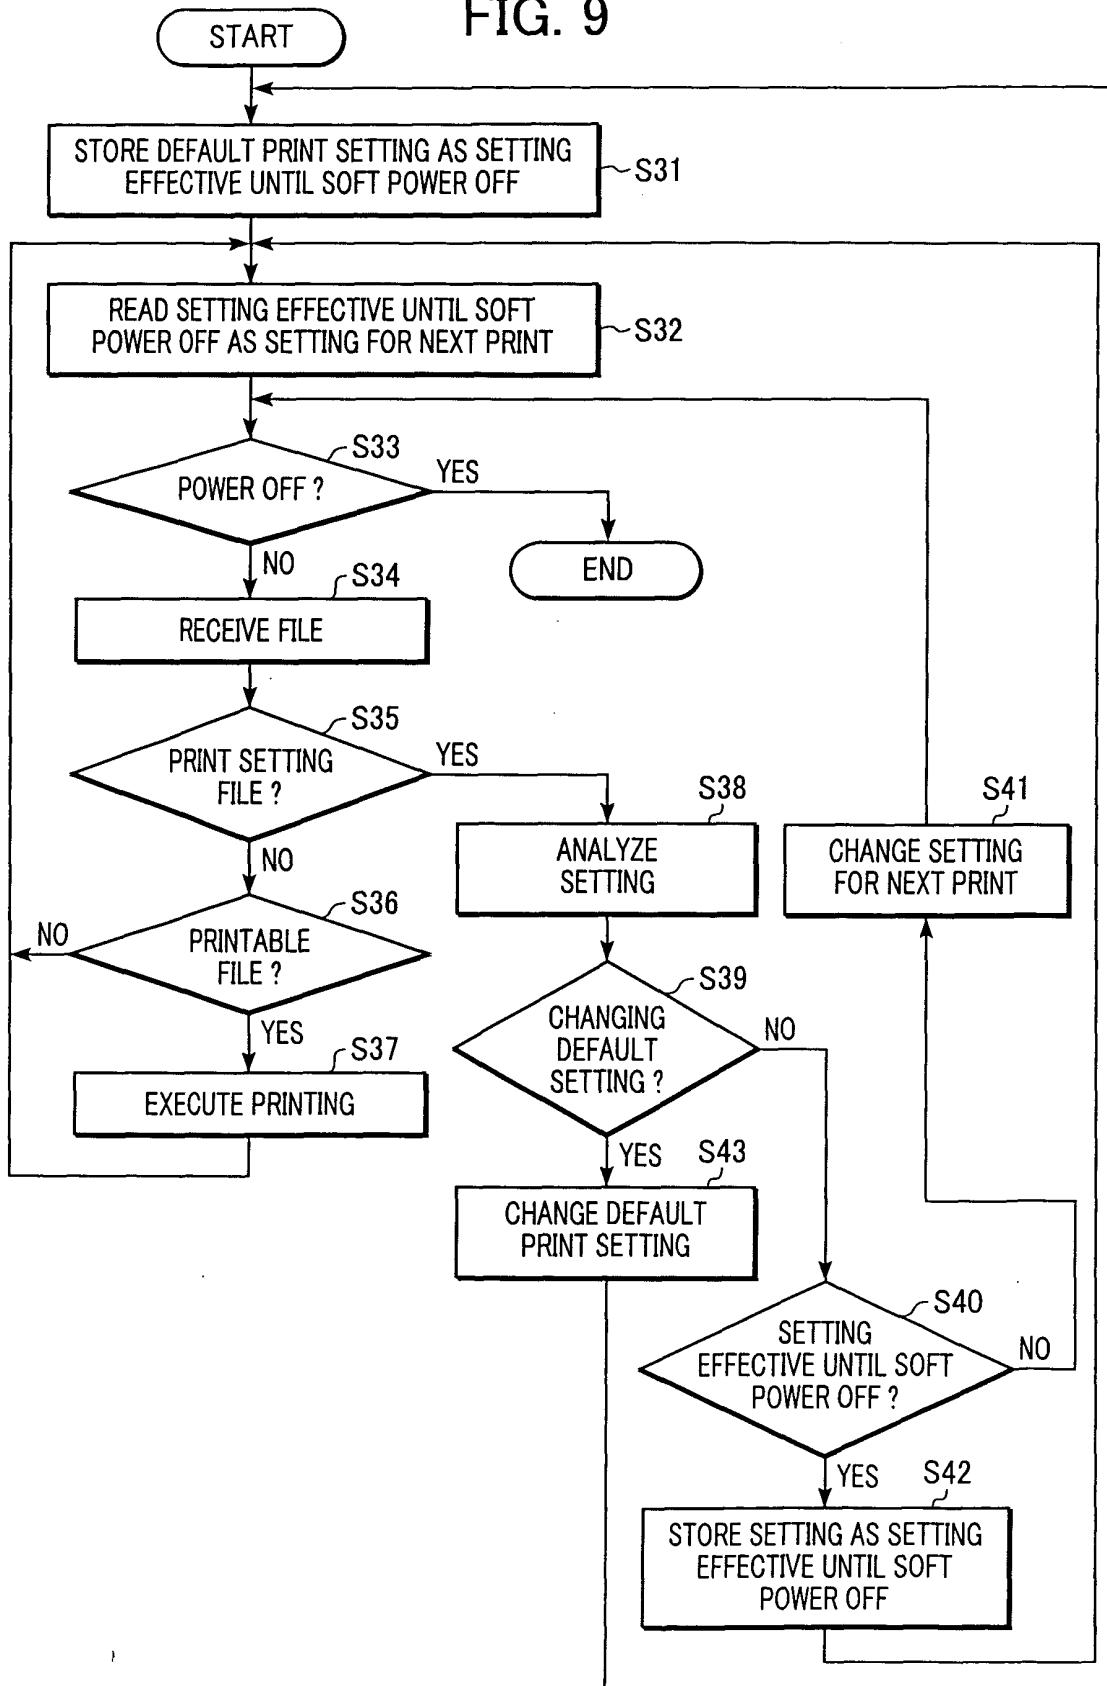 FIG. 9
START
STORE DEFAULT PRINT SETTING AS SETTING
EFFECTIVE UNTIL SOFT POWER OFF
S31
READ SETTING EFFECTIVE UNTIL SOFT
POWER OFF AS SETTING FOR NEXT PRINT
S32
S33
POWER OFF ?
YES
NO
END
S34
RECEIVE FILE
S35
PRINT SETTING
FILE ?
YES
NO
S36
PRINTABLE
FILE ?
NO
YES
S37
EXECUTE PRINTING
S38
ANALYZE
SETTING
S41
CHANGE SETTING
FOR NEXT PRINT
S39
CHANGING
DEFAULT
SETTING ?
NO
YES
S43
CHANGE DEFAULT
PRINT SETTING
S40
SETTING
EFFECTIVE UNTIL SOFT
POWER OFF ?
NO
YES
S42
STORE SETTING AS SETTING
EFFECTIVE UNTIL SOFT
POWER OFF